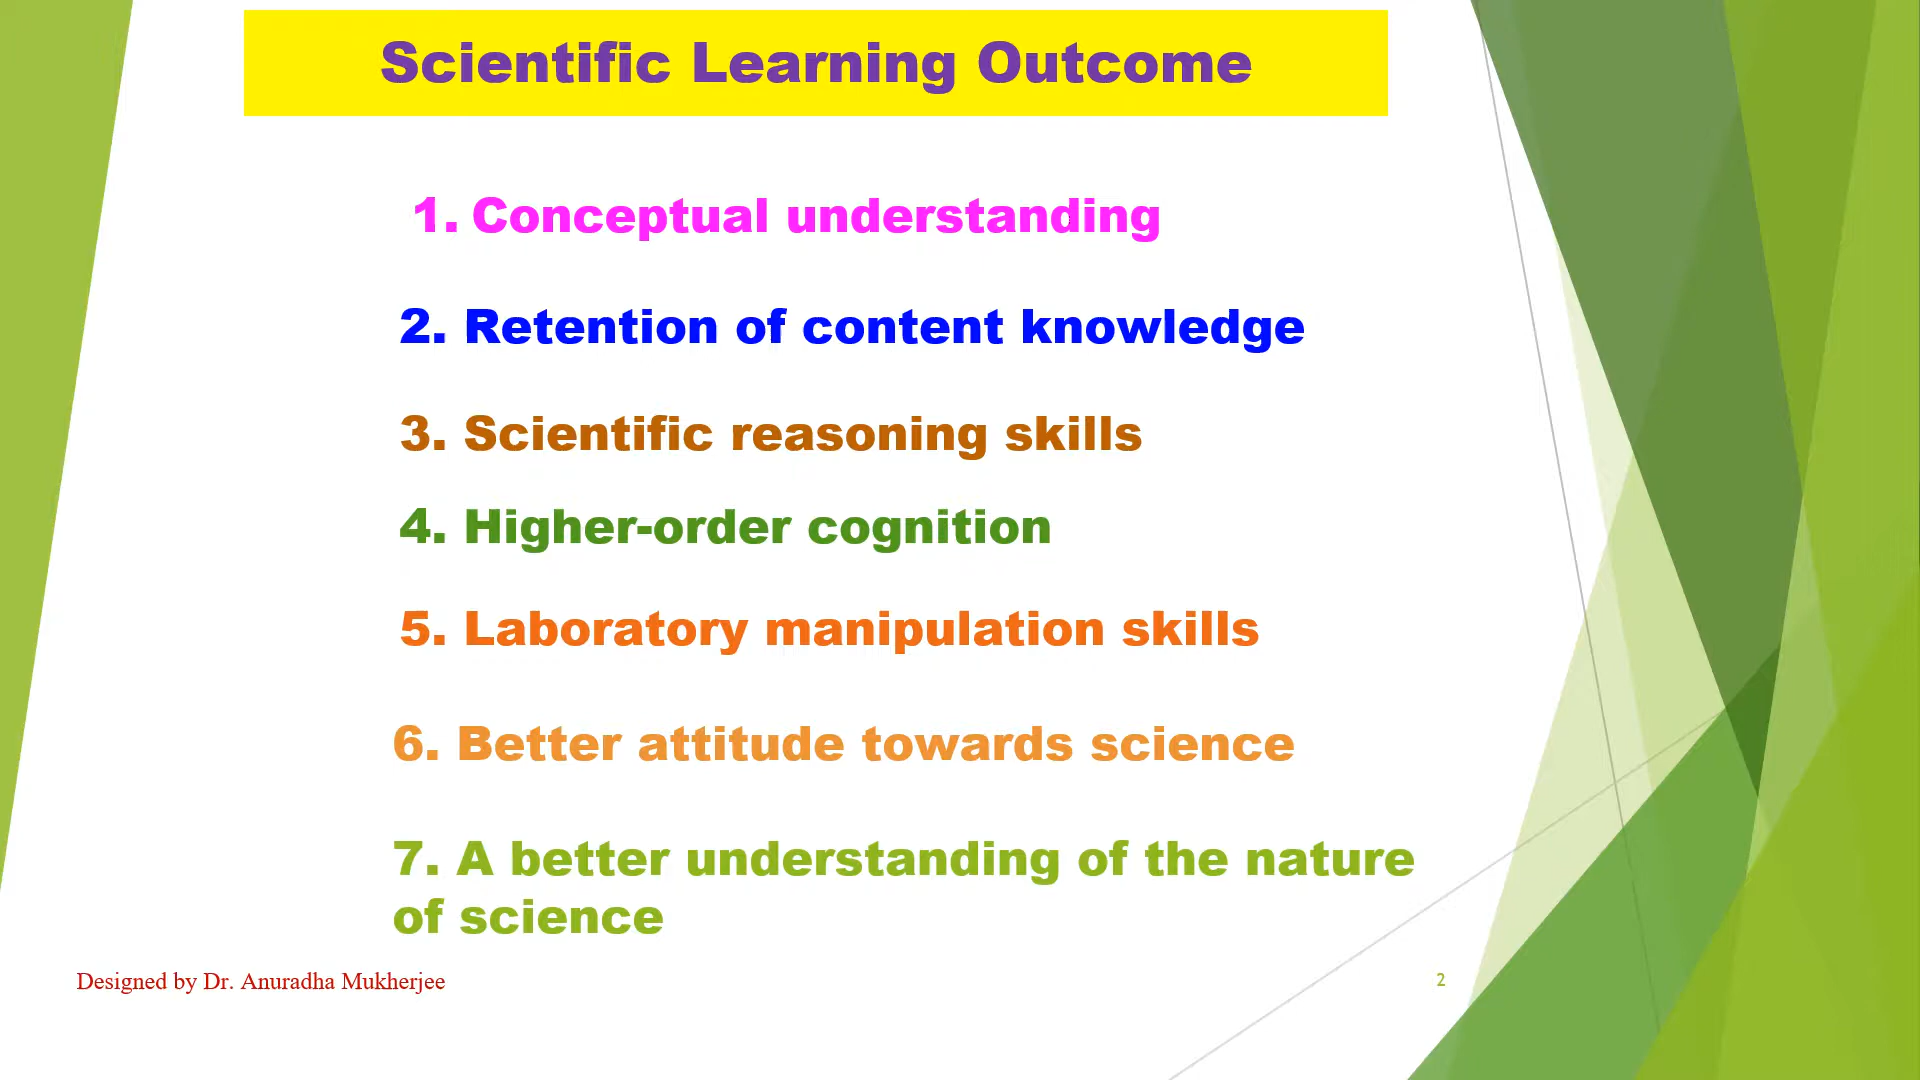 Scientific Learning Outcome
1. Conceptual understanding
2. Retention of content knowledge
3. Scientific reasoning skills
4. Higher-order cognition
5. Laboratory manipulation skills
6. Better attitude towards science
7. A better understanding of the nature
of science
Designed by Dr. Anuradha Mukherjee
2